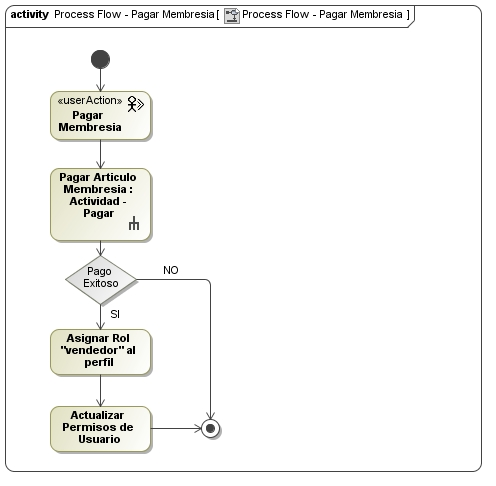 activity Process Flow - Pagar Membresia [ Process Flow - Pagar Membresia ]
«userAction»
Pagar
Membresia
Pagar Articulo
Membresia :
Actividad -
Pagar
Pago
Exitoso
NO
SI
Asignar Rol
"vendedor" al
perfil
Actualizar
Permisos de
Usuario